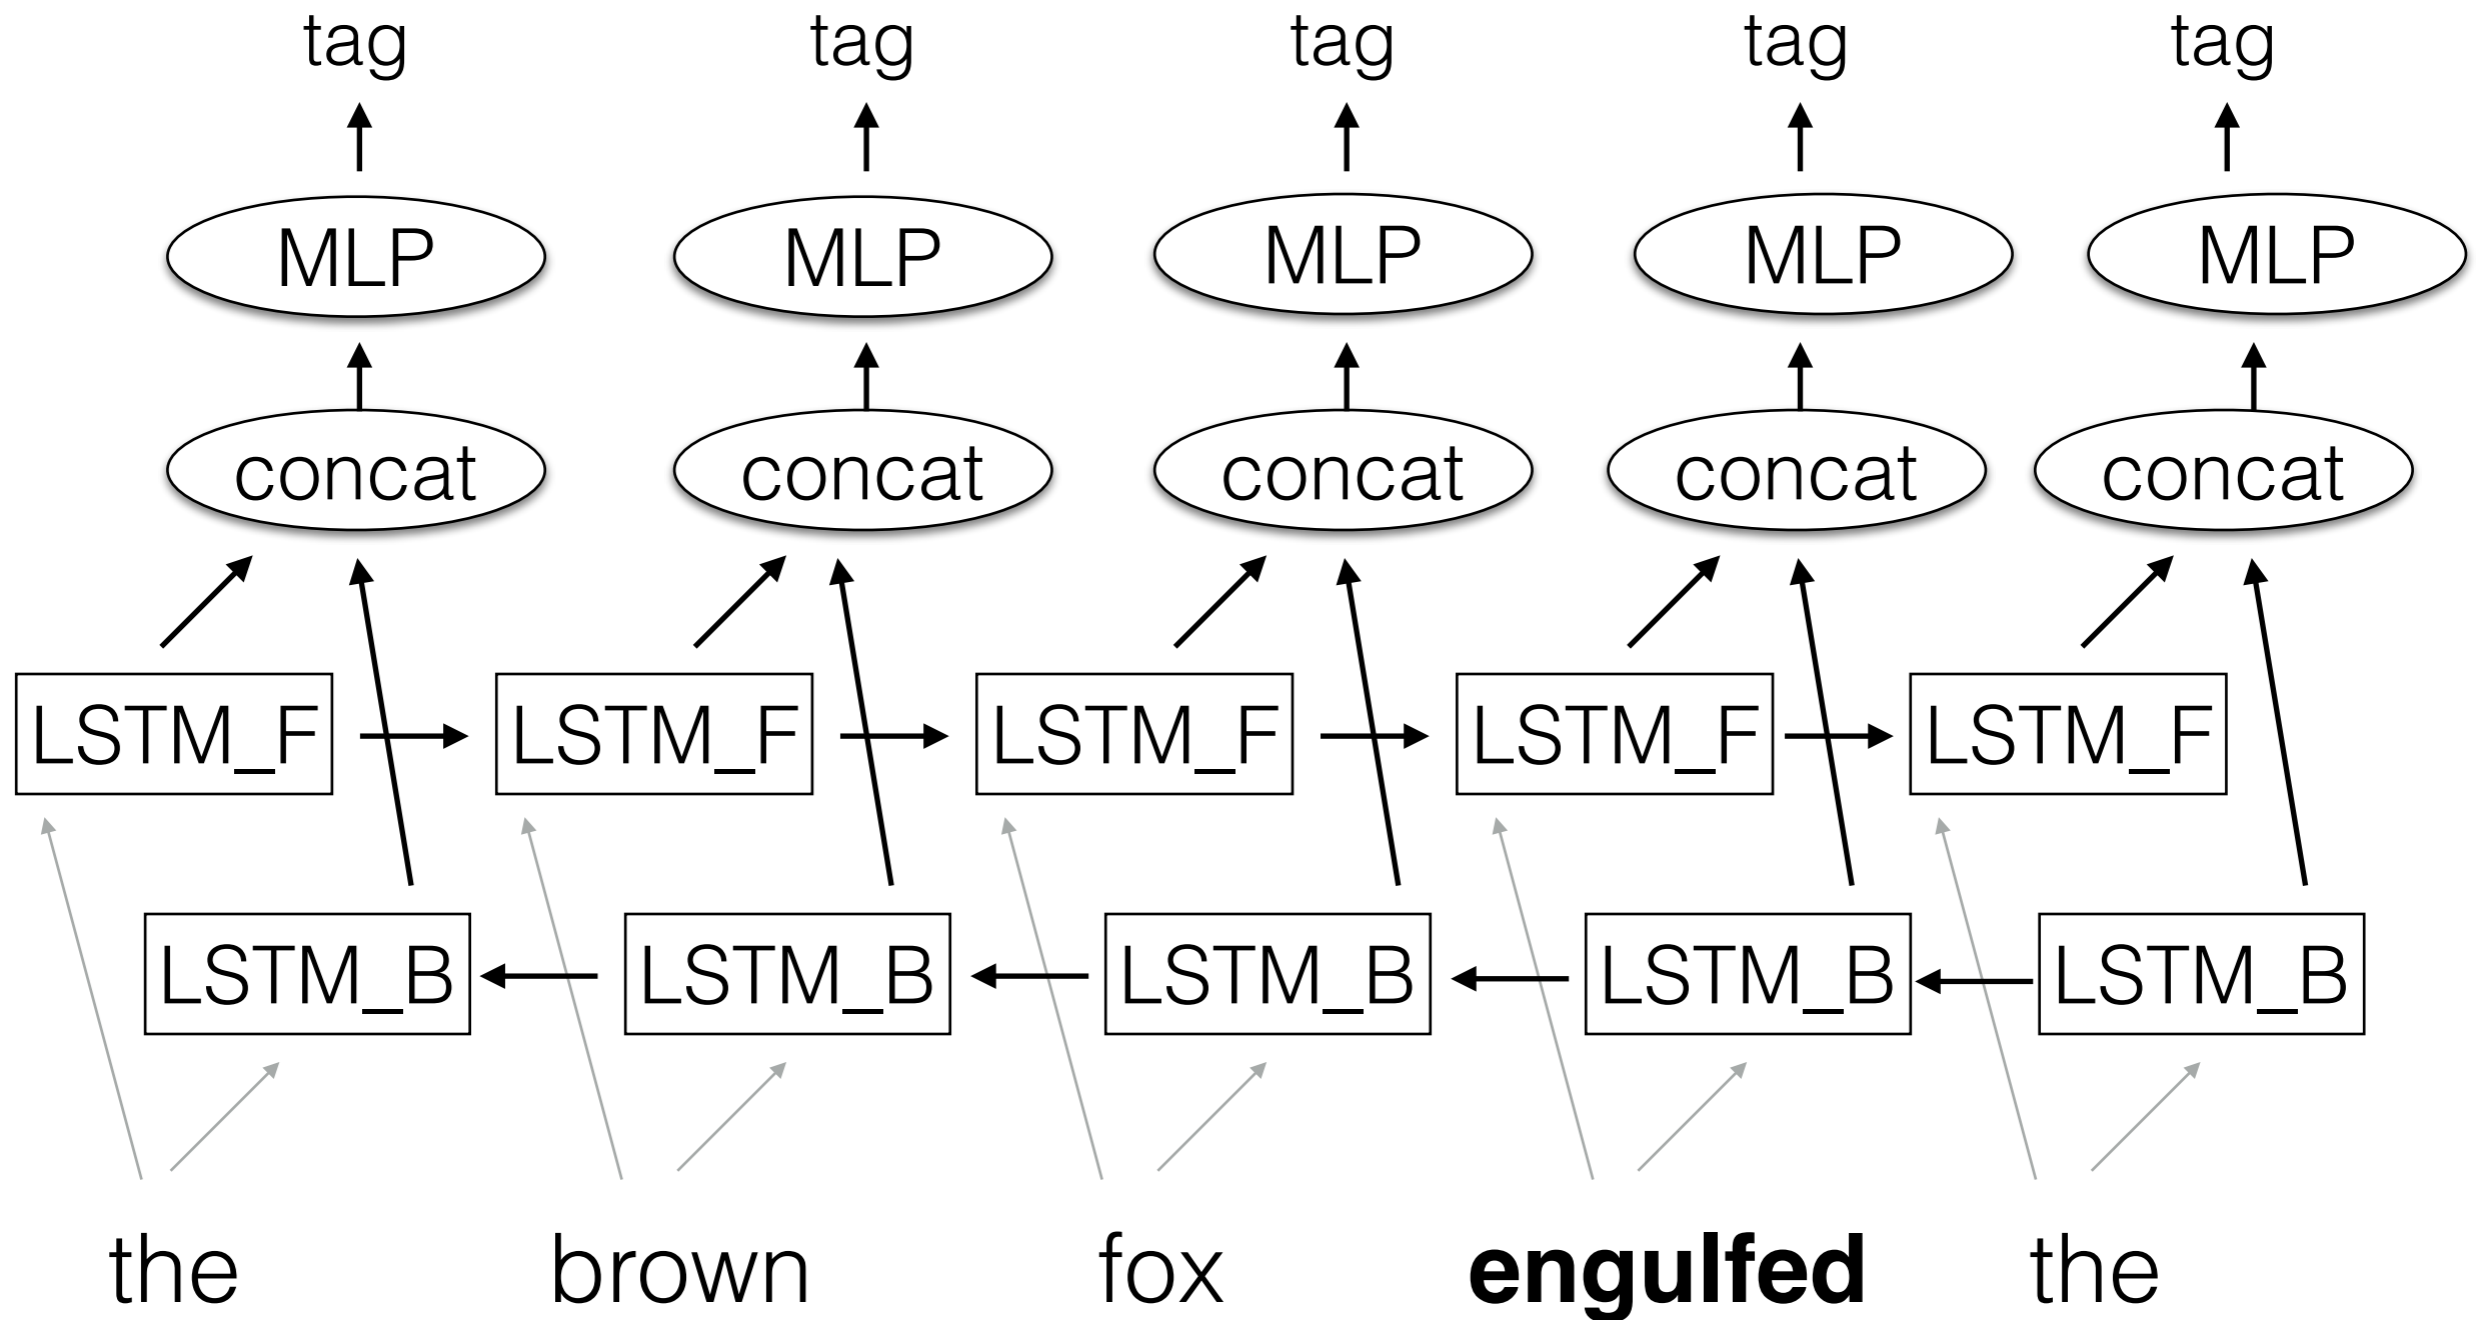 tag tag tag tag tag
MLP MLP MLP MLP MLP
concat concat concat concat concat
LSTM_F LSTM_F LSTM_F LSTM_F LSTM_F
LSTM_B LSTM_B LSTM_B LSTM_B LSTM_B
the brown fox engulfed the